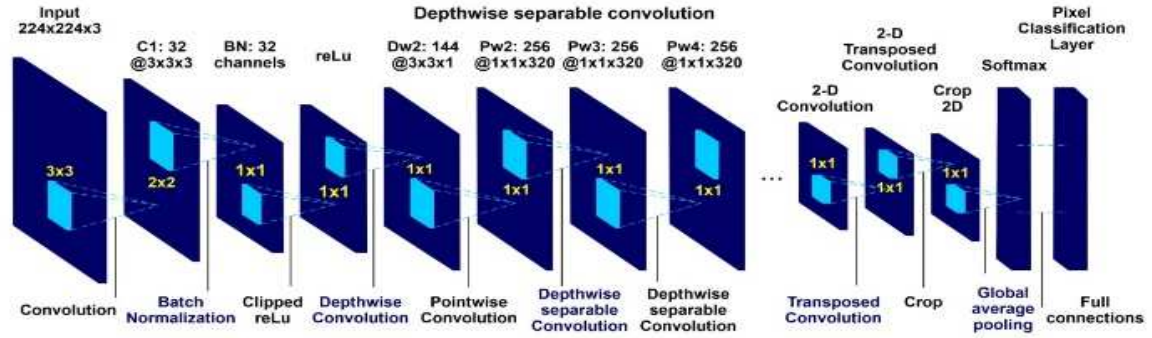 Depthwise separable convolution
Input
224x224x3
C1: 32
@3x3x3
BN: 32
channels
reLu
Dw2: 144
@3x3x1
Pw2: 256
@1x1x320
Pw3: 256
@1x1x320
Pw4: 256
@1x1x320
2-D
Convolution
2-D
Transposed
Convolution
Crop
2D
Softmax
Pixel
Classification
Layer
3x3
2x2
1x1
1x1
1x1
1x1
1x1
1x1
...
1x1
1x1
1x1
Convolution
Batch
Normalization
Clipped
reLu
Depthwise
Convolution
Pointwise
Convolution
Depthwise
separable
Convolution
Depthwise
separable
Convolution
Transposed
Convolution
Crop
Global
average
pooling
Full
connections